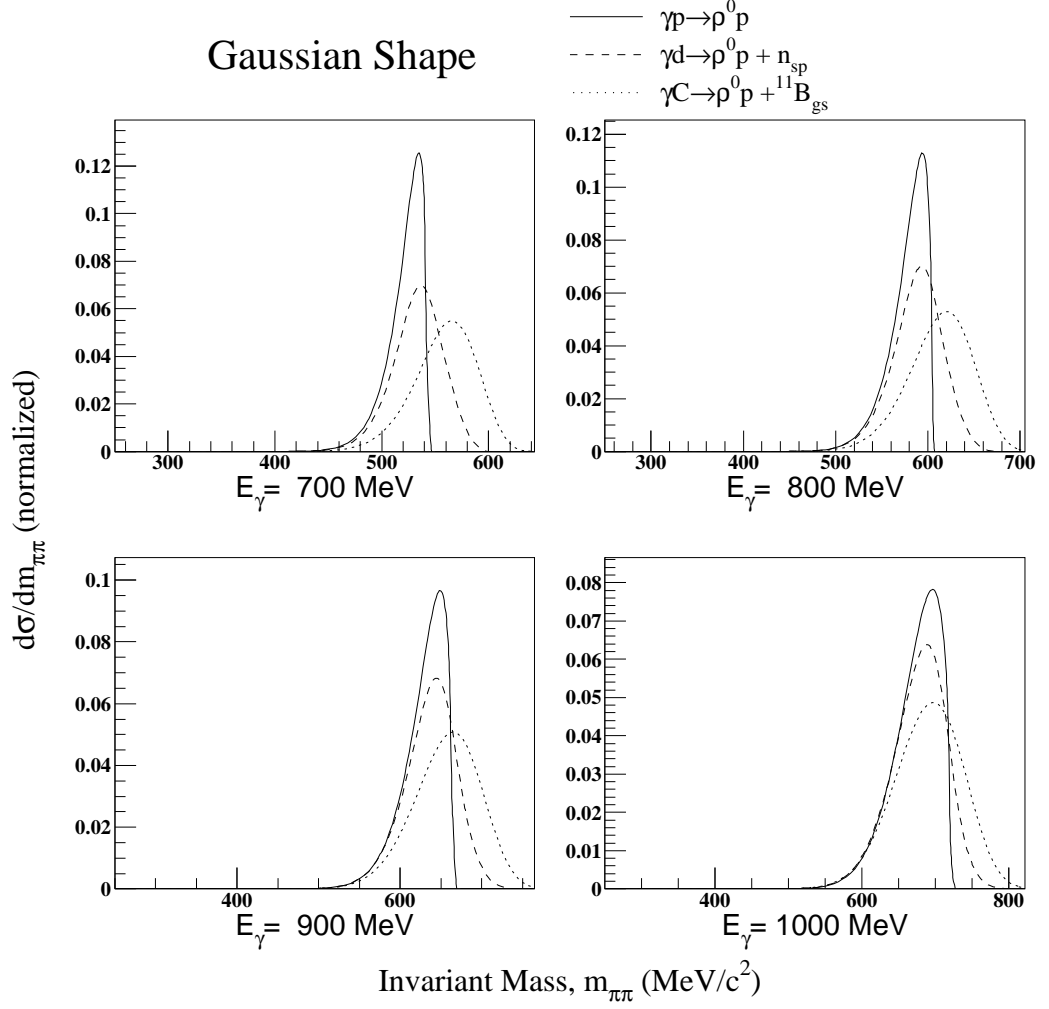 Gaussian Shape
γp→ρ⁰p
γd→ρ⁰p + nₛₚ
γC→ρ⁰p + ¹¹B_gs
dσ/dm_ππ (normalized)
0.12
0.1
0.08
0.06
0.04
0.02
0
300 400 500 600
E_γ= 700 MeV
0.12
0.1
0.08
0.06
0.04
0.02
0
300 400 500 600 700
E_γ= 800 MeV
0.1
0.08
0.06
0.04
0.02
0
400 600
E_γ= 900 MeV
0.08
0.07
0.06
0.05
0.04
0.03
0.02
0.01
0
400 600 800
E_γ= 1000 MeV
Invariant Mass, m_ππ (MeV/c²)